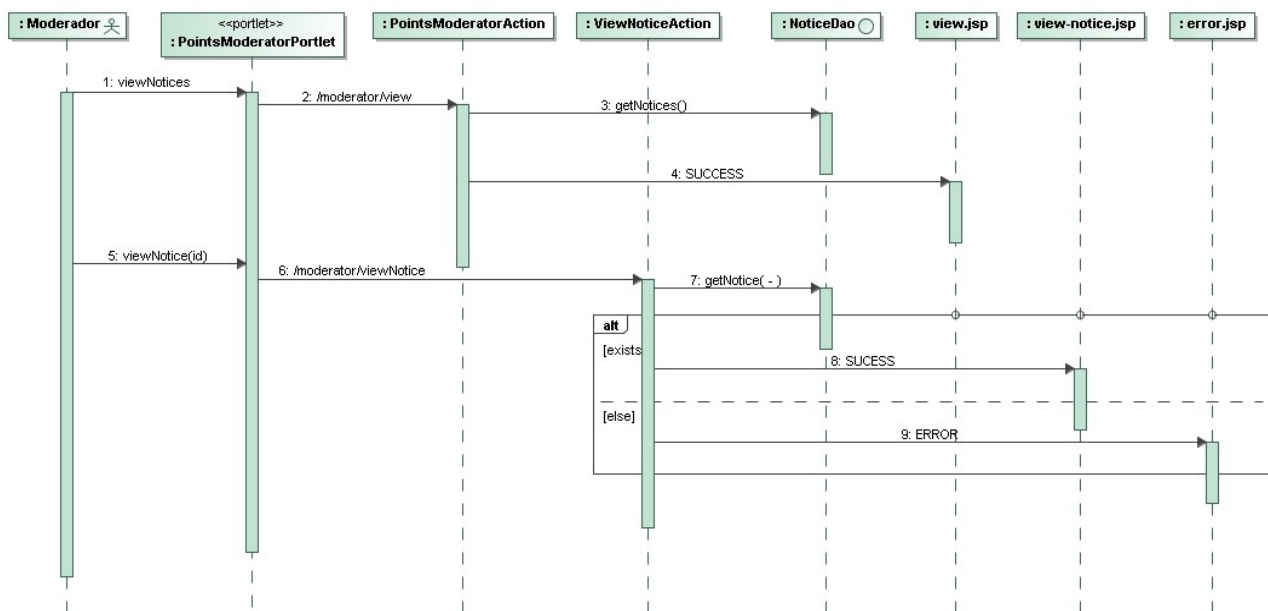 : Moderador
<<portlet>>
: PointsModeratorPortlet
: PointsModeratorAction
: ViewNoticeAction
: NoticeDao
: view.jsp
: view-notice.jsp
: error.jsp
1: viewNotices
2: /moderator/view
3: getNotices()
4: SUCCESS
5: viewNotice(id)
6: /moderator/viewNotice
7: getNotice( - )
alt
[exists
8: SUCESS
[else]
9: ERROR